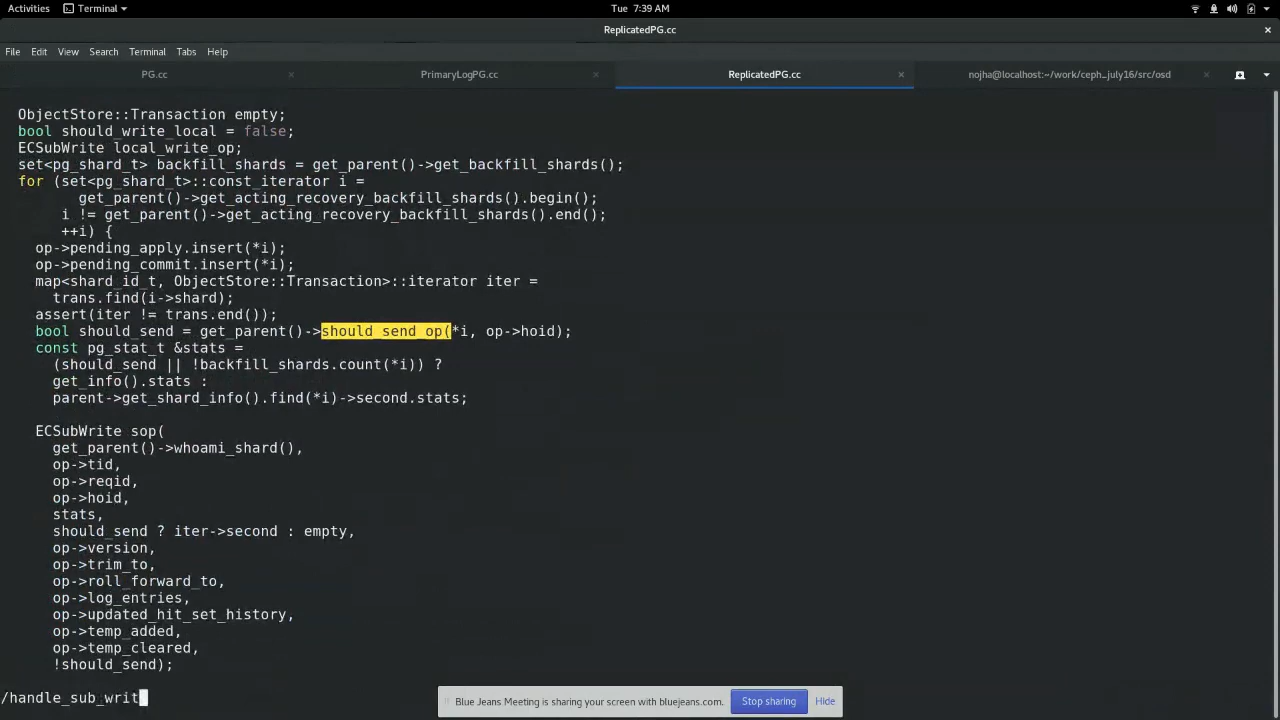 Activities Terminal Tue 7:39 AM
ReplicatedPG.cc
File Edit View Search Terminal Tabs Help
PG.cc PrimaryLogPG.cc ReplicatedPG.cc nojha@localhost:~/work/ceph_july16/src/osd
ObjectStore::Transaction empty;
bool should_write_local = false;
ECSubWrite local_write_op;
set<pg_shard_t> backfill_shards = get_parent()->get_backfill_shards();
for (set<pg_shard_t>::const_iterator i =
get_parent()->get_acting_recovery_backfill_shards().begin();
i != get_parent()->get_acting_recovery_backfill_shards().end();
++i) {
op->pending_apply.insert(*i);
op->pending_commit.insert(*i);
map<shard_id_t, ObjectStore::Transaction>::iterator iter =
trans.find(i->shard);
assert(iter != trans.end());
bool should_send = get_parent()->should_send_op(*i, op->hoid);
const pg_stat_t &stats =
(should_send || !backfill_shards.count(*i)) ?
get_info().stats :
parent->get_shard_info().find(*i)->second.stats;
ECSubWrite sop(
get_parent()->whoami_shard(),
op->tid,
op->reqid,
op->hoid,
stats,
should_send ? iter->second : empty,
op->version,
op->trim_to,
op->roll_forward_to,
op->log_entries,
op->updated_hit_set_history,
op->temp_added,
op->temp_cleared,
!should_send);
/handle_sub_writ
Blue Jeans Meeting is sharing your screen with bluejeans.com. Stop sharing Hide